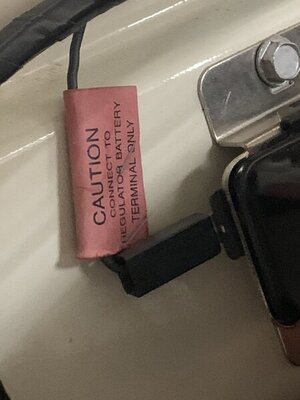 CAUTION
CONNECT TO
REGULATOR BATTERY
TERMINAL ONLY